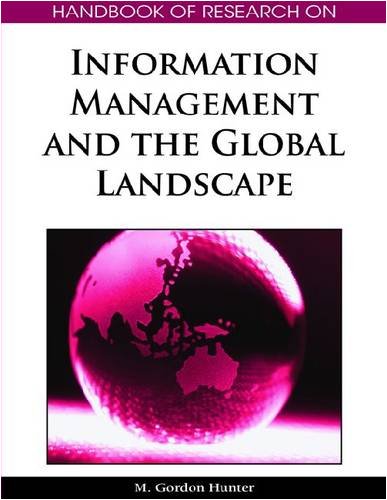 HANDBOOK OF RESEARCH ON
INFORMATION
MANAGEMENT
AND THE GLOBAL
LANDSCAPE
M. Gordon Hunter